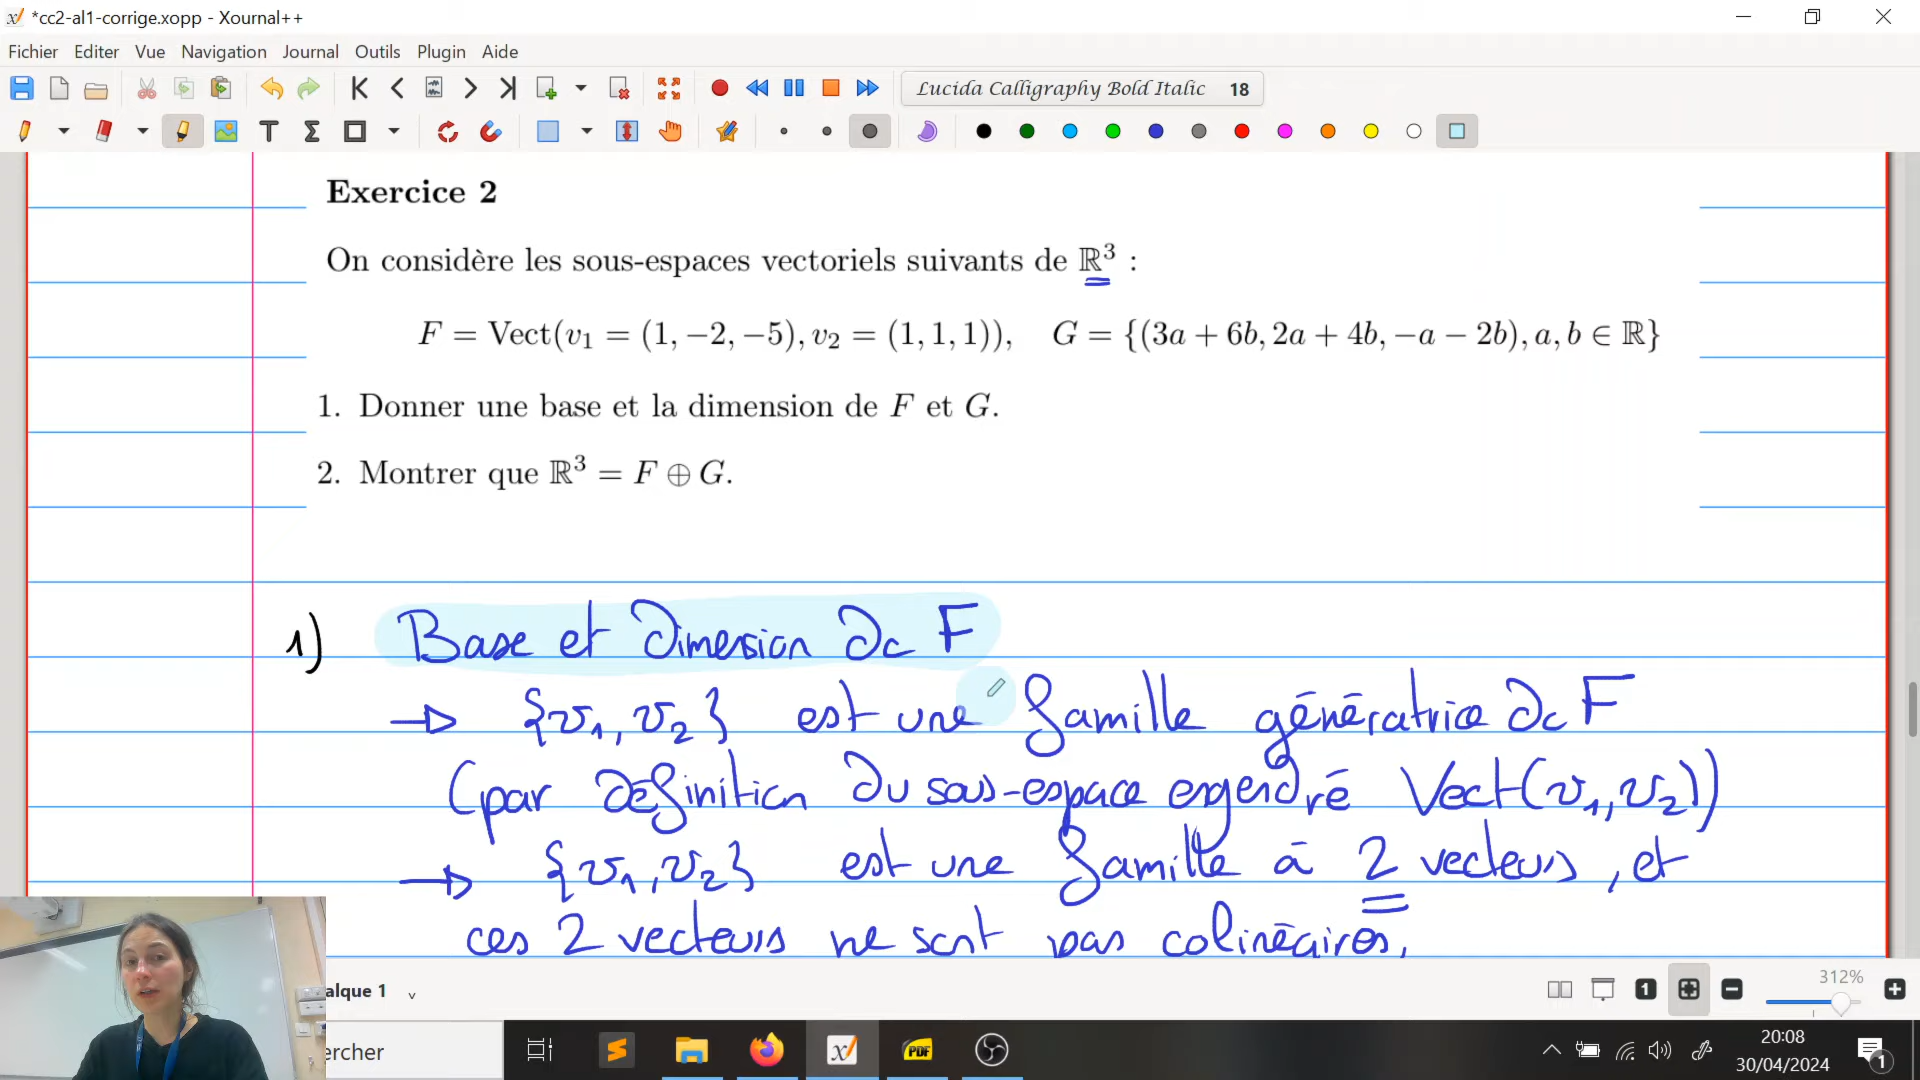 *cc2-al1-corrige.xopp - Xournal++
Fichier Editer Vue Navigation Journal Outils Plugin Aide
Lucida Calligraphy Bold Italic 18
Exercice 2
On considère les sous-espaces vectoriels suivants de ℝ³ :
F = Vect(v₁ = (1, −2, −5), v₂ = (1, 1, 1)), G = {(3a + 6b, 2a + 4b, −a − 2b), a, b ∈ ℝ}
1. Donner une base et la dimension de F et G.
2. Montrer que ℝ³ = F ⊕ G.
1) Base et dimension de F
→ {v₁, v₂} est une famille génératrice de F
(par définition du sous-espace engendré Vect(v₁, v₂))
→ {v₁, v₂} est une famille à 2 vecteurs, et
ces 2 vecteurs ne sont pas colinéaires.
alque 1
312%
ercher
PDF
20:08
30/04/2024
1